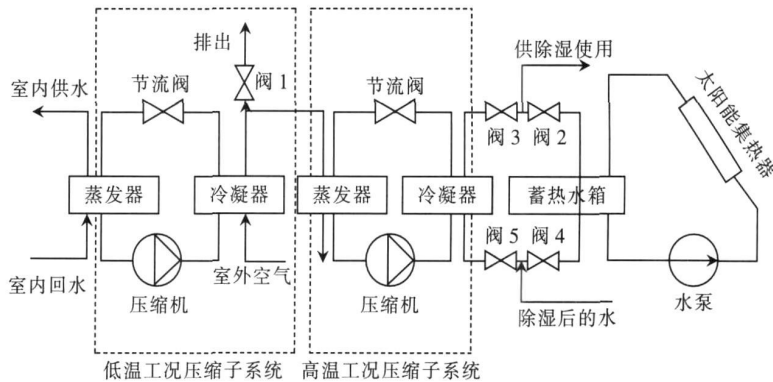 排出
供除湿使用
室内供水
节流阀
阀 1
节流阀
阀 3
阀 2
太阳能集热器
蒸发器
冷凝器
蒸发器
冷凝器
蓄热水箱
阀 5
阀 4
室内回水
压缩机
室外空气
压缩机
除湿后的水
水泵
低温工况压缩子系统
高温工况压缩子系统